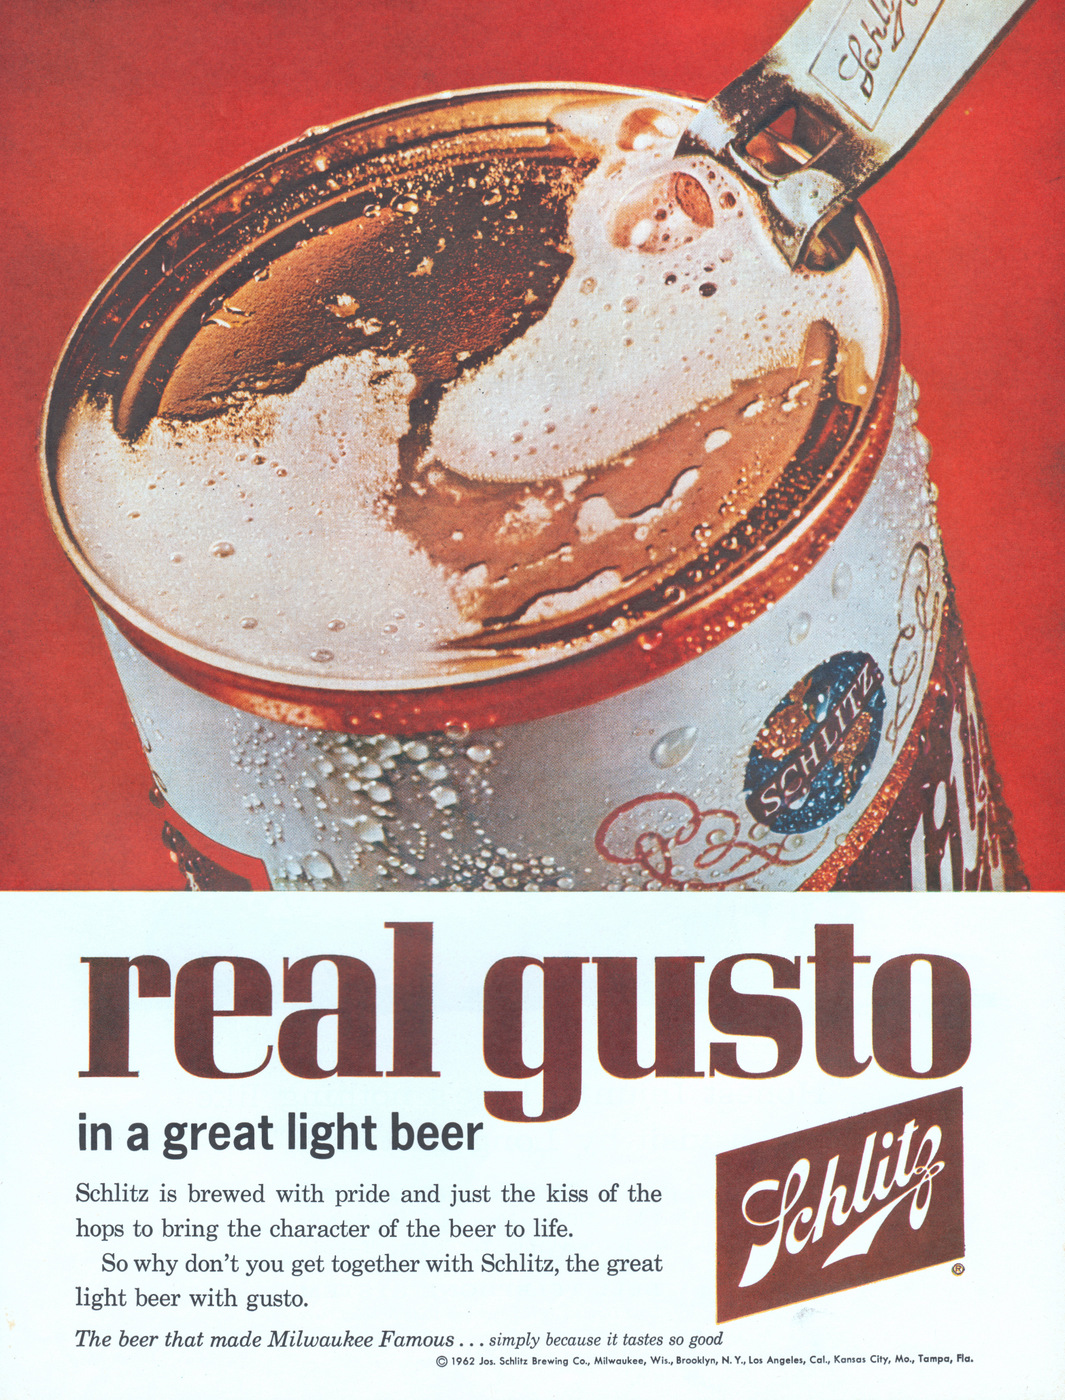 Schlitz
SCHLITZ
real gusto
in a great light beer
Schlitz is brewed with pride and just the kiss of the
hops to bring the character of the beer to life.
So why don't you get together with Schlitz, the great
light beer with gusto.
Schlitz
®
The beer that made Milwaukee Famous . . . simply because it tastes so good
© 1962 Jos. Schlitz Brewing Co., Milwaukee, Wis., Brooklyn, N. Y., Los Angeles, Cal., Kansas City, Mo., Tampa, Fla.